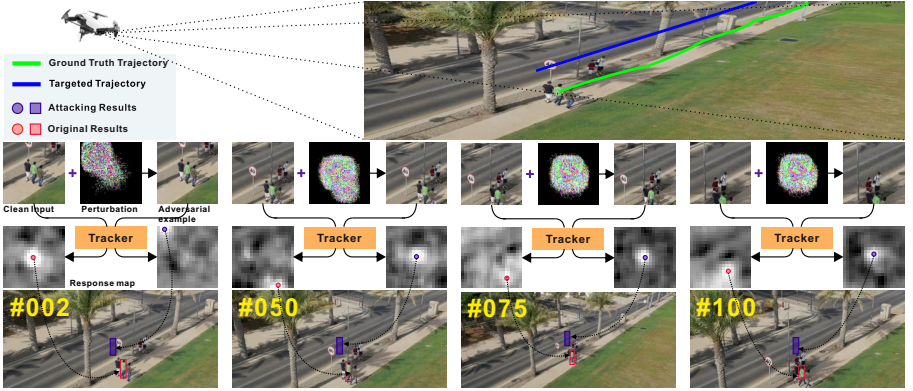 Ground Truth Trajectory
Targeted Trajectory
Attacking Results
Original Results
+
+
+
+
Clean Input
Perturbation
Adversarial
example
Tracker
Tracker
Tracker
Tracker
Response map
#002
#050
#075
#100